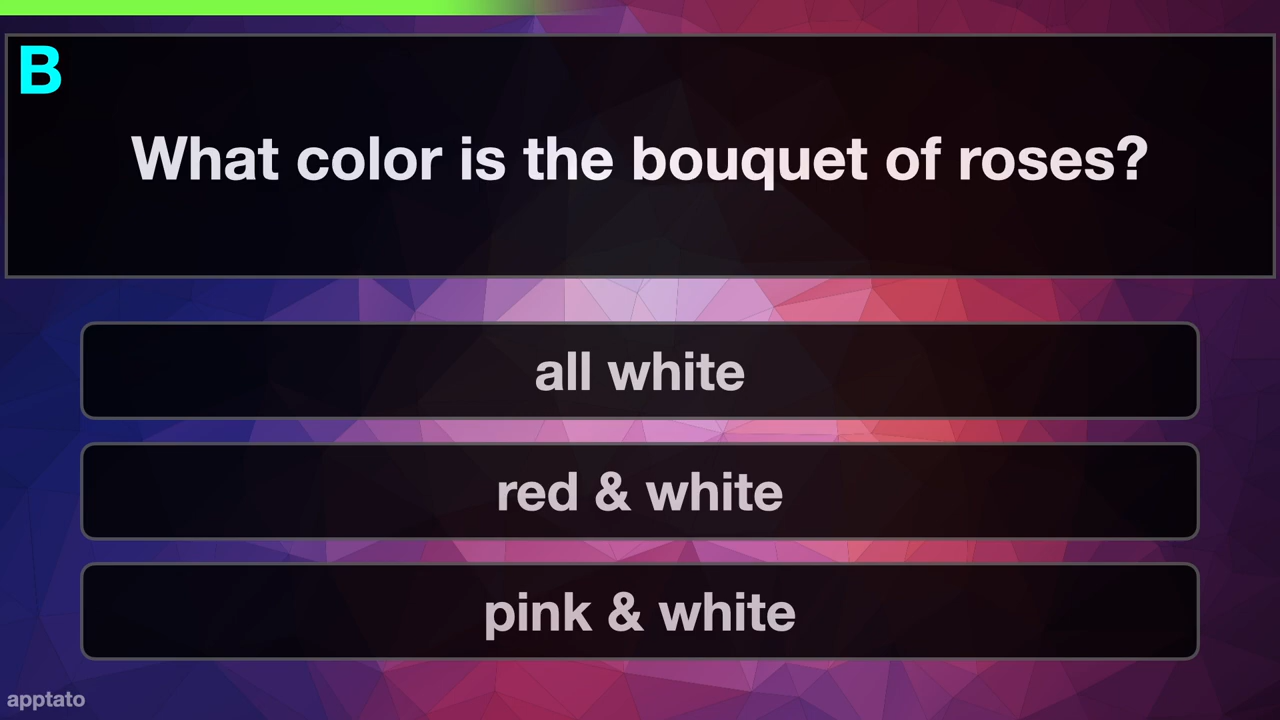 B
What color is the bouquet of roses?
all white
red & white
pink & white
apptato